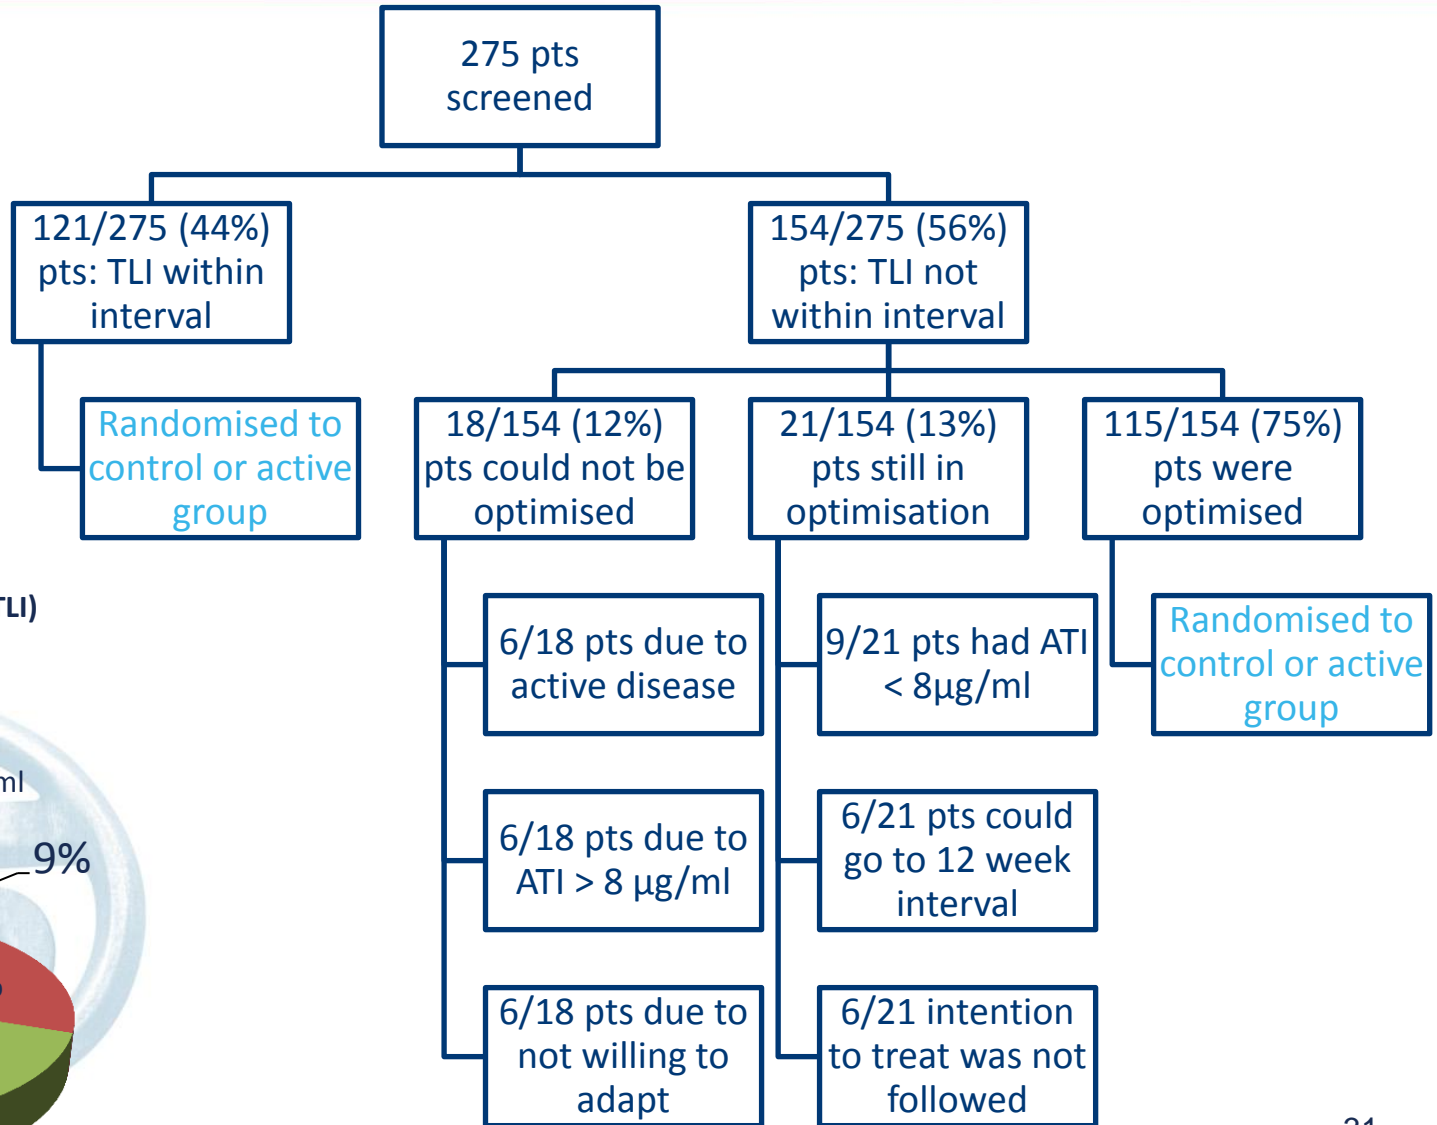 275 pts
screened
121/275 (44%)
pts: TLI within
interval
154/275 (56%)
pts: TLI not
within interval
Randomised to
control or active
group
18/154 (12%)
pts could not be
optimised
21/154 (13%)
pts still in
optimisation
115/154 (75%)
pts were
optimised
TLI)
6/18 pts due to
active disease
9/21 pts had ATI
< 8µg/ml
Randomised to
control or active
group
ml
9%
6/18 pts due to
ATI > 8 µg/ml
6/21 pts could
go to 12 week
interval
6/18 pts due to
not willing to
adapt
6/21 intention
to treat was not
followed